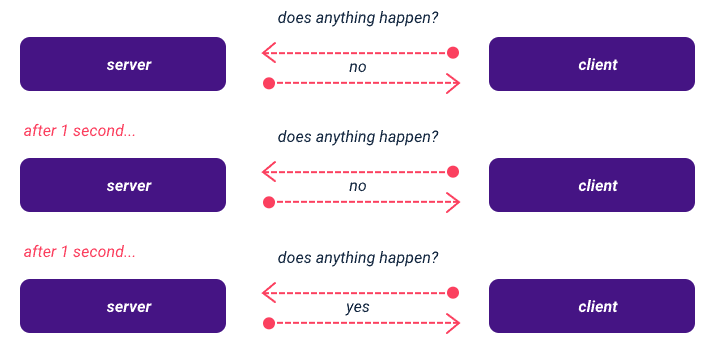 does anything happen?
server
no
client
after 1 second...
does anything happen?
server
no
client
after 1 second...
does anything happen?
server
yes
client